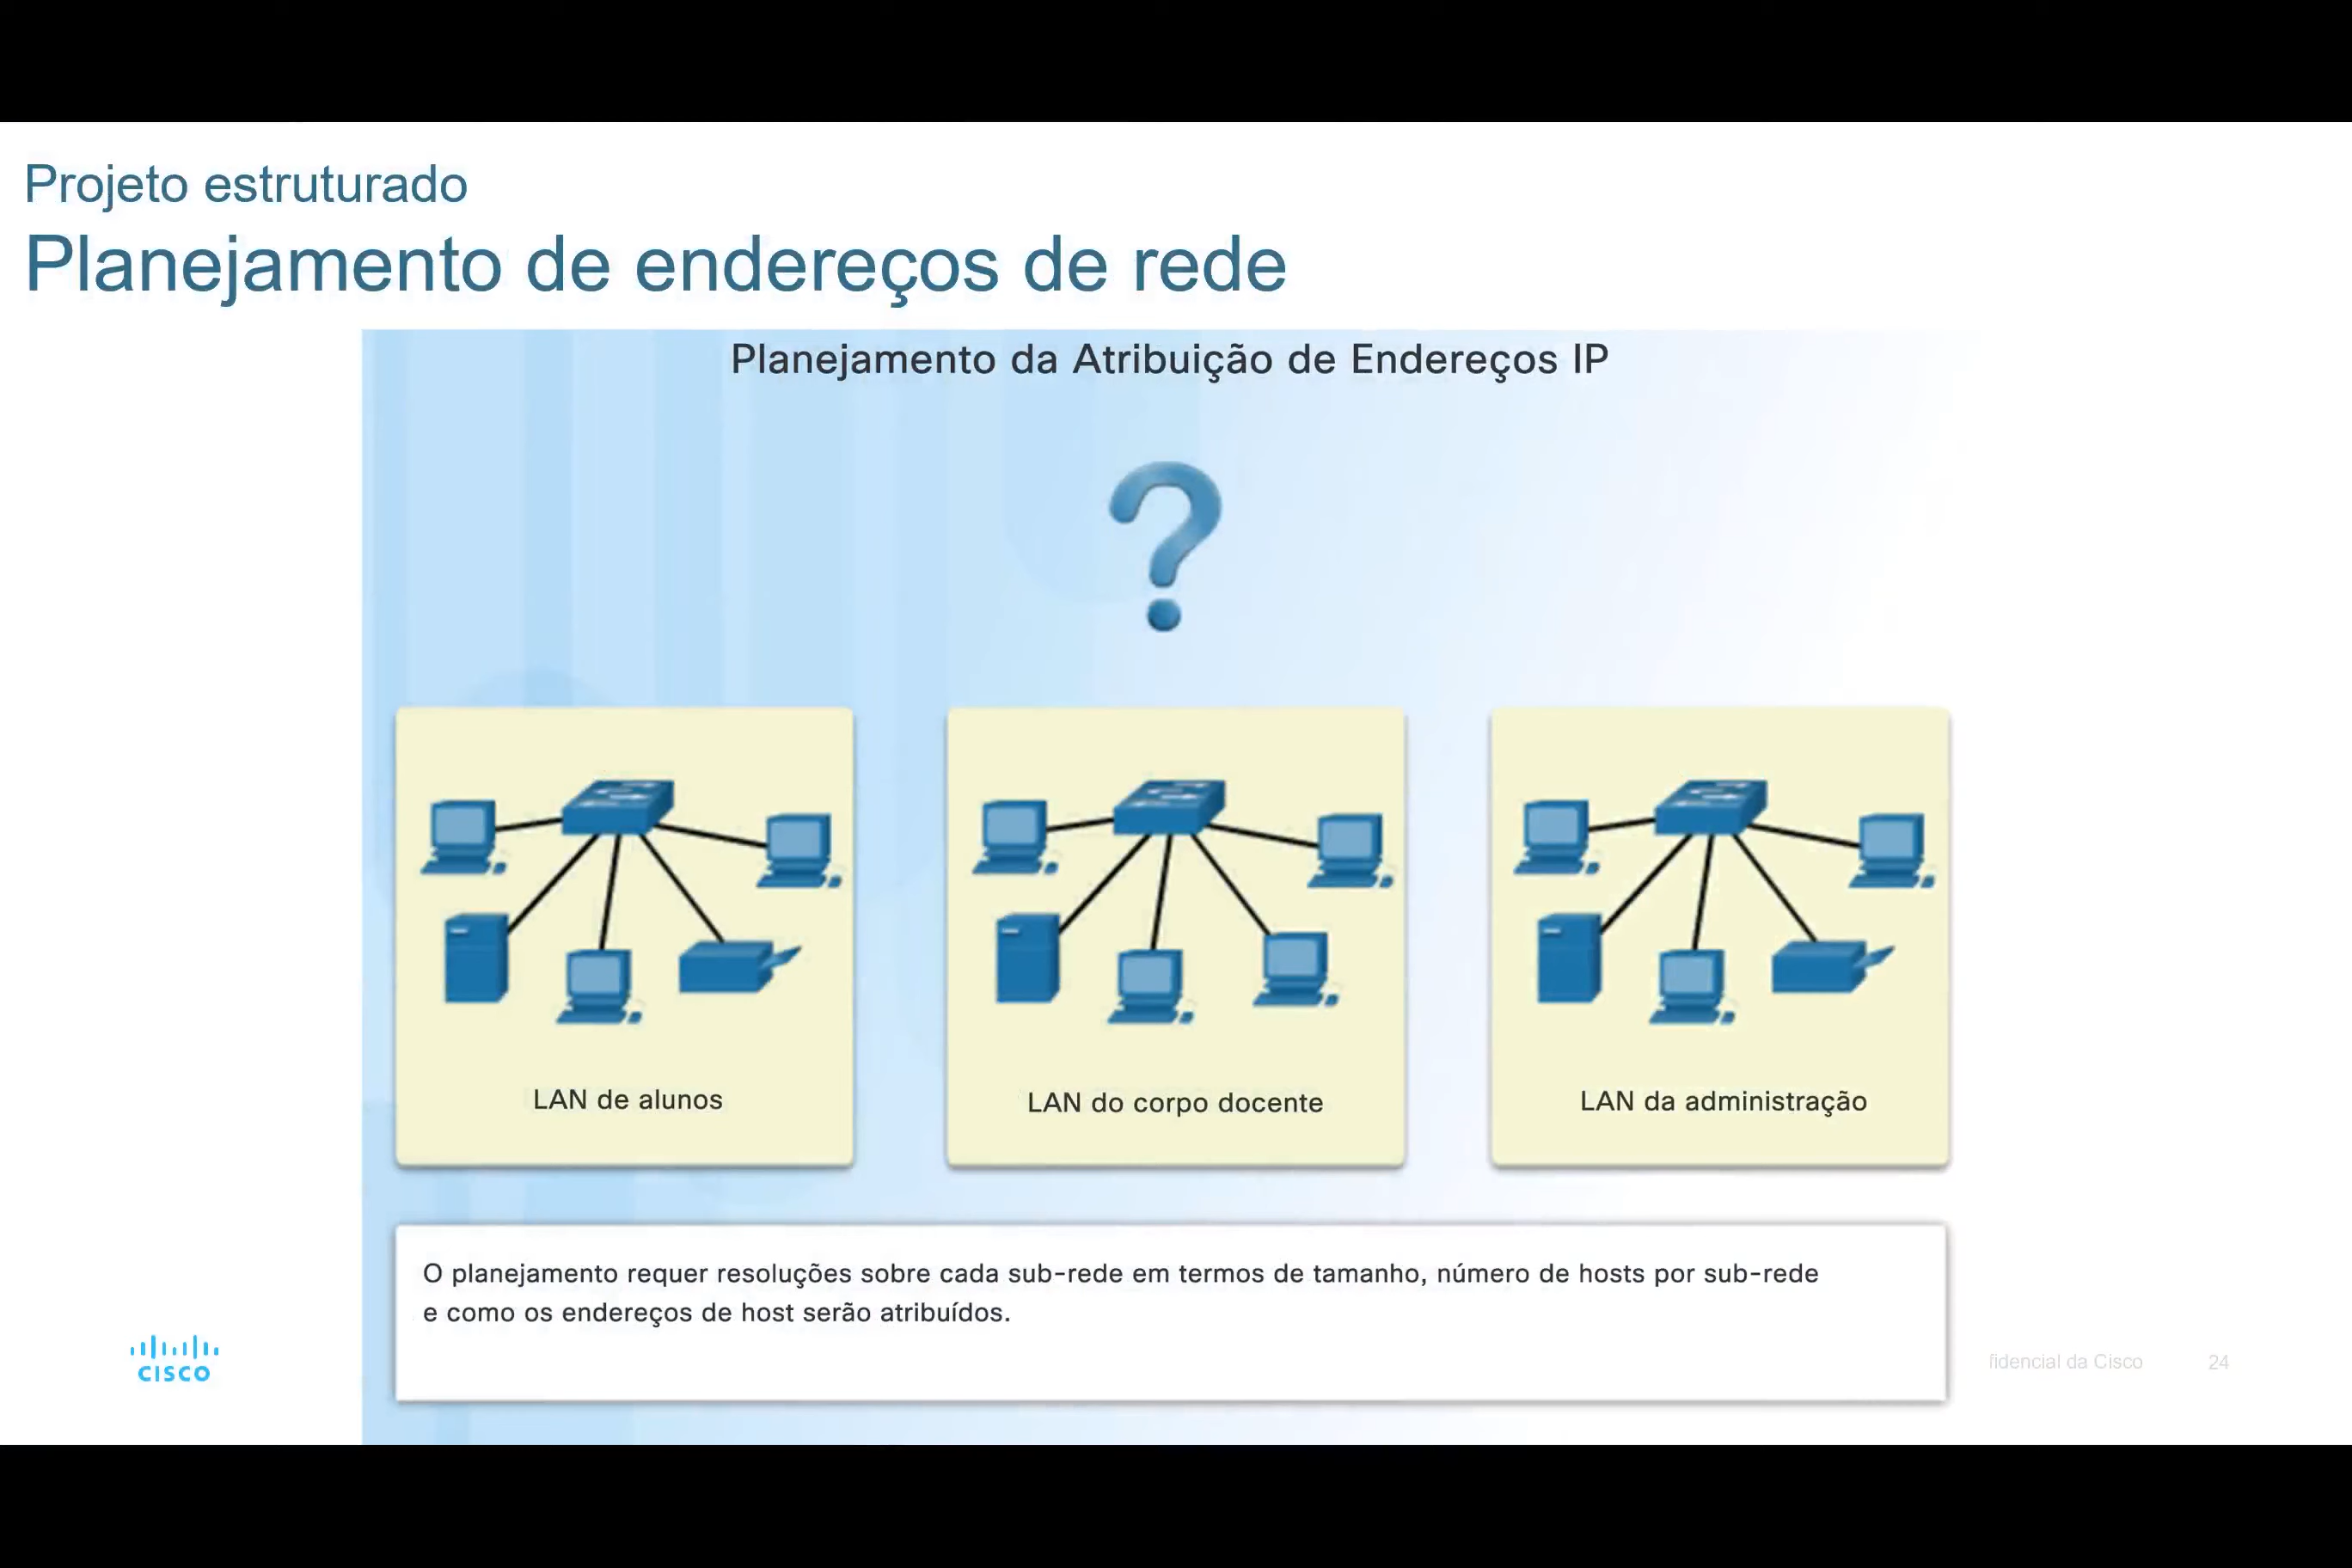 Projeto estruturado
Planejamento de endereços de rede
Planejamento da Atribuição de Endereços IP
LAN de alunos
LAN do corpo docente
LAN da administração
O planejamento requer resoluções sobre cada sub-rede em termos de tamanho, número de hosts por sub-rede
e como os endereços de host serão atribuídos.
CISCO
fidencial da Cisco
24